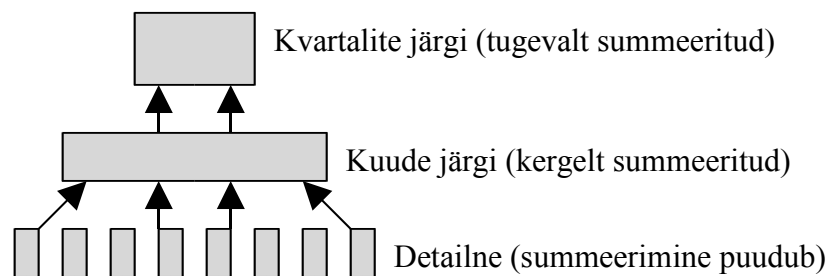 Kvartalite järgi (tugevalt summeeritud)
Kuude järgi (kergelt summeeritud)
Detailne (summeerimine puudub)